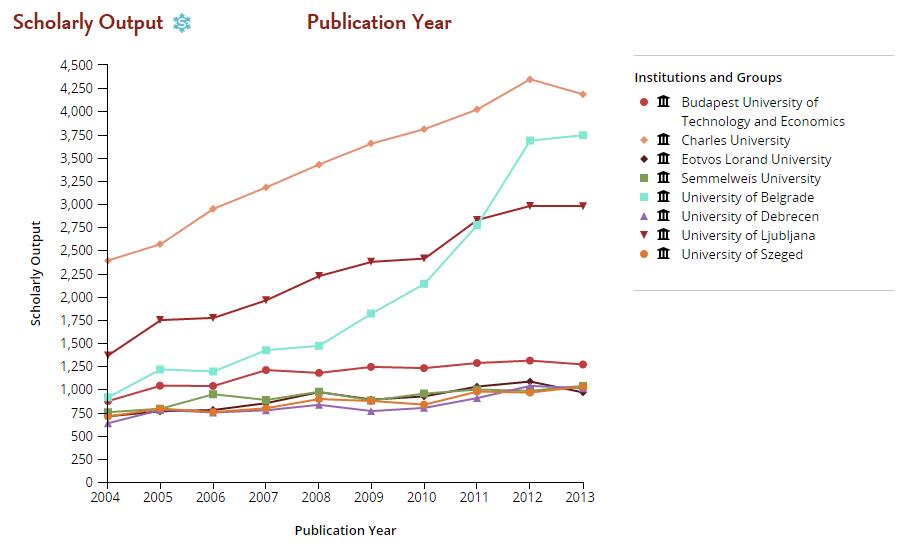 Scholarly Output
Publication Year
4,500
4,250
4,000
3,750
3,500
3,250
3,000
2,750
2,500
2,250
2,000
1,750
1,500
1,250
1,000
750
500
250
0
Scholarly Output
2004 2005 2006 2007 2008 2009 2010 2011 2012 2013
Publication Year
Institutions and Groups
Budapest University of
Technology and Economics
Charles University
Eotvos Lorand University
Semmelweis University
University of Belgrade
University of Debrecen
University of Ljubljana
University of Szeged